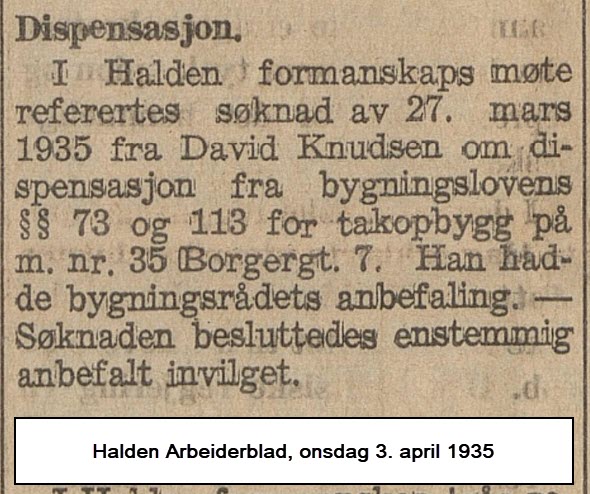 Dispensasjon.
I Halden formanskaps møte
referertes søknad av 27. mars
1935 fra David Knudsen om di-
spensasjon fra bygningslovens
§§ 73 og 113 for takopbygg på
m. nr. 35 Borgergt. 7. Han had-
de bygningsrådets anbefaling. —
Søknaden besluttedes enstemmig
anbefalt invilget.
Halden Arbeiderblad, onsdag 3. april 1935